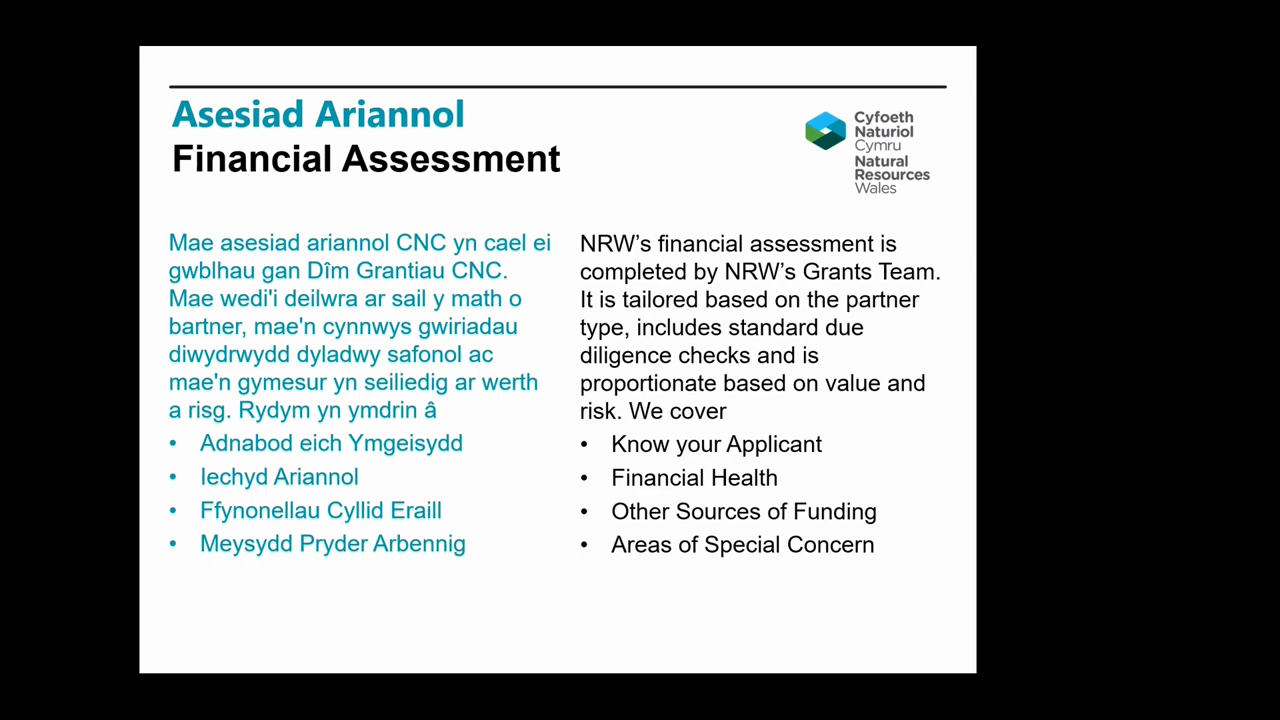 Asesiad Ariannol
Financial Assessment
Cyfoeth
Naturiol
Cymru
Natural
Resources
Wales
Mae asesiad ariannol CNC yn cael ei
gwblhau gan Dîm Grantiau CNC.
Mae wedi'i deilwra ar sail y math o
bartner, mae'n cynnwys gwiriadau
diwydrwydd dyladwy safonol ac
mae'n gymesur yn seiliedig ar werth
a risg. Rydym yn ymdrin â
• Adnabod eich Ymgeisydd
• Iechyd Ariannol
• Ffynonellau Cyllid Eraill
• Meysydd Pryder Arbennig
NRW’s financial assessment is
completed by NRW’s Grants Team.
It is tailored based on the partner
type, includes standard due
diligence checks and is
proportionate based on value and
risk. We cover
• Know your Applicant
• Financial Health
• Other Sources of Funding
• Areas of Special Concern